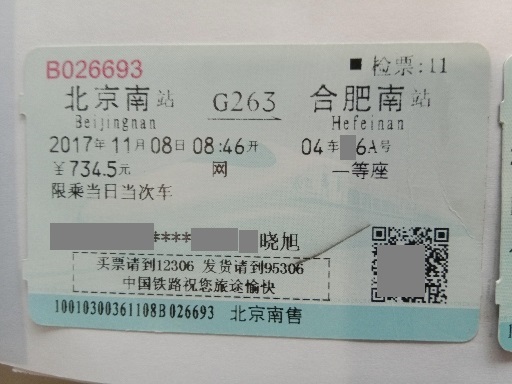 B026693
检票:11
北京南站 G263 合肥南站
Beijingnan Hefeinan
2017年11月08日08:46开 04车 6A号
￥734.5元 网 一等座
限乘当日当次车
****晓旭
买票请到12306 发货请到95306
中国铁路祝您旅途愉快
10010300361108B026693 北京南售